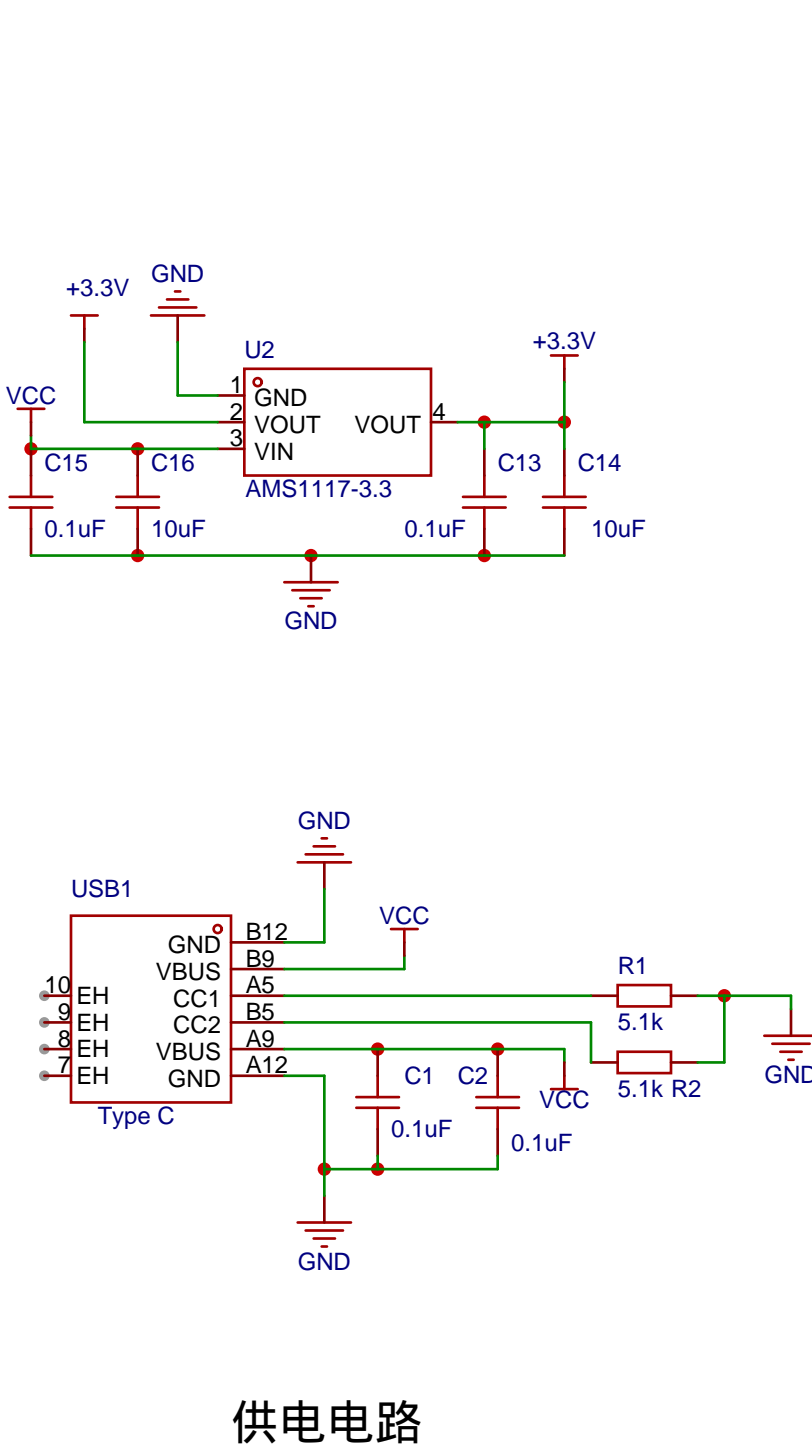 GND
+3.3V
+3.3V
U2
VCC
1 GND
2 VOUT VOUT 4
3 VIN
C15 C16 C13 C14
AMS1117-3.3
0.1uF 10uF 0.1uF 10uF
GND
GND
USB1
VCC
GND B12
VBUS B9
R1
10 EH CC1 A5
5.1k
9 EH CC2 B5
8 EH VBUS A9
7 EH GND A12
C1 C2 GND
VCC 5.1k R2
Type C
0.1uF 0.1uF
GND
供电电路